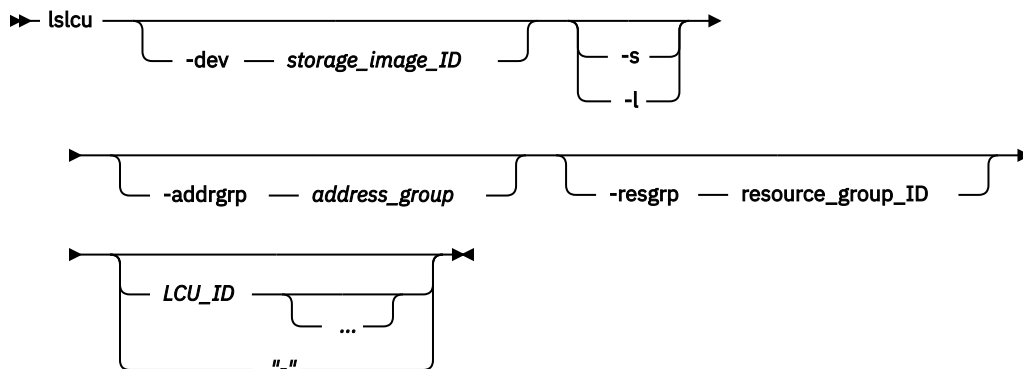 lslcu
-dev storage_image_ID
-s
-l
-addrgrp address_group
-resgrp resource_group_ID
LCU_ID
...
"-"